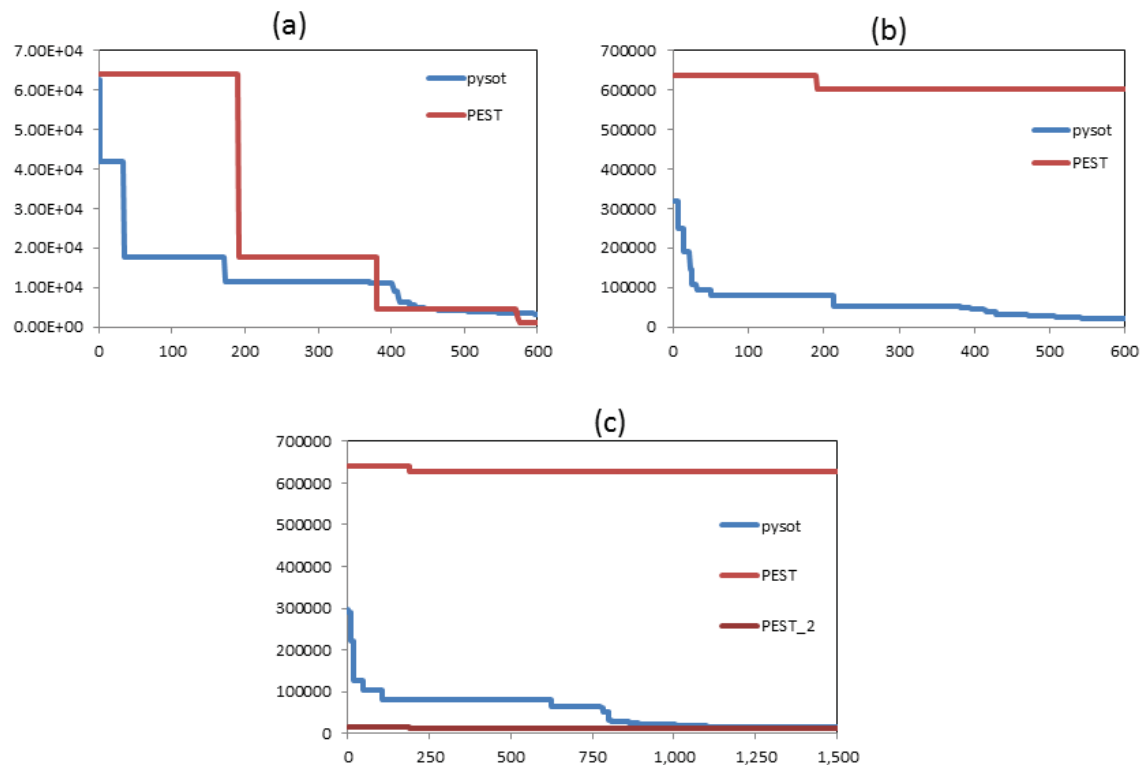 (a)
7.00E+04
6.00E+04
5.00E+04
4.00E+04
3.00E+04
2.00E+04
1.00E+04
0.00E+00
0 100 200 300 400 500 600
pysot
PEST
(b)
700000
600000
500000
400000
300000
200000
100000
0
0 100 200 300 400 500 600
pysot
PEST
(c)
700000
600000
500000
400000
300000
200000
100000
0
0 250 500 750 1,000 1,250 1,500
pysot
PEST
PEST_2